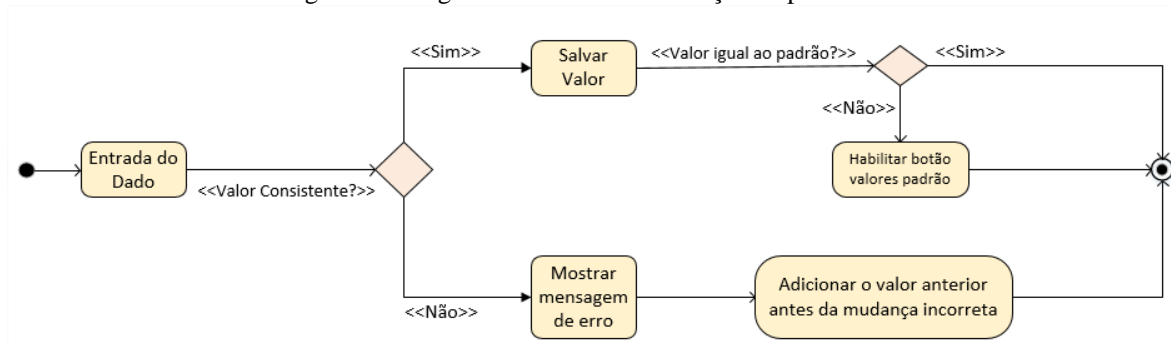 <<Sim>>
Salvar
Valor
<<Valor igual ao padrão?>>
<<Sim>>
<<Não>>
Entrada do
Dado
<<Valor Consistente?>>
Habilitar botão
valores padrão
<<Não>>
Mostrar
mensagem
de erro
Adicionar o valor anterior
antes da mudança incorreta